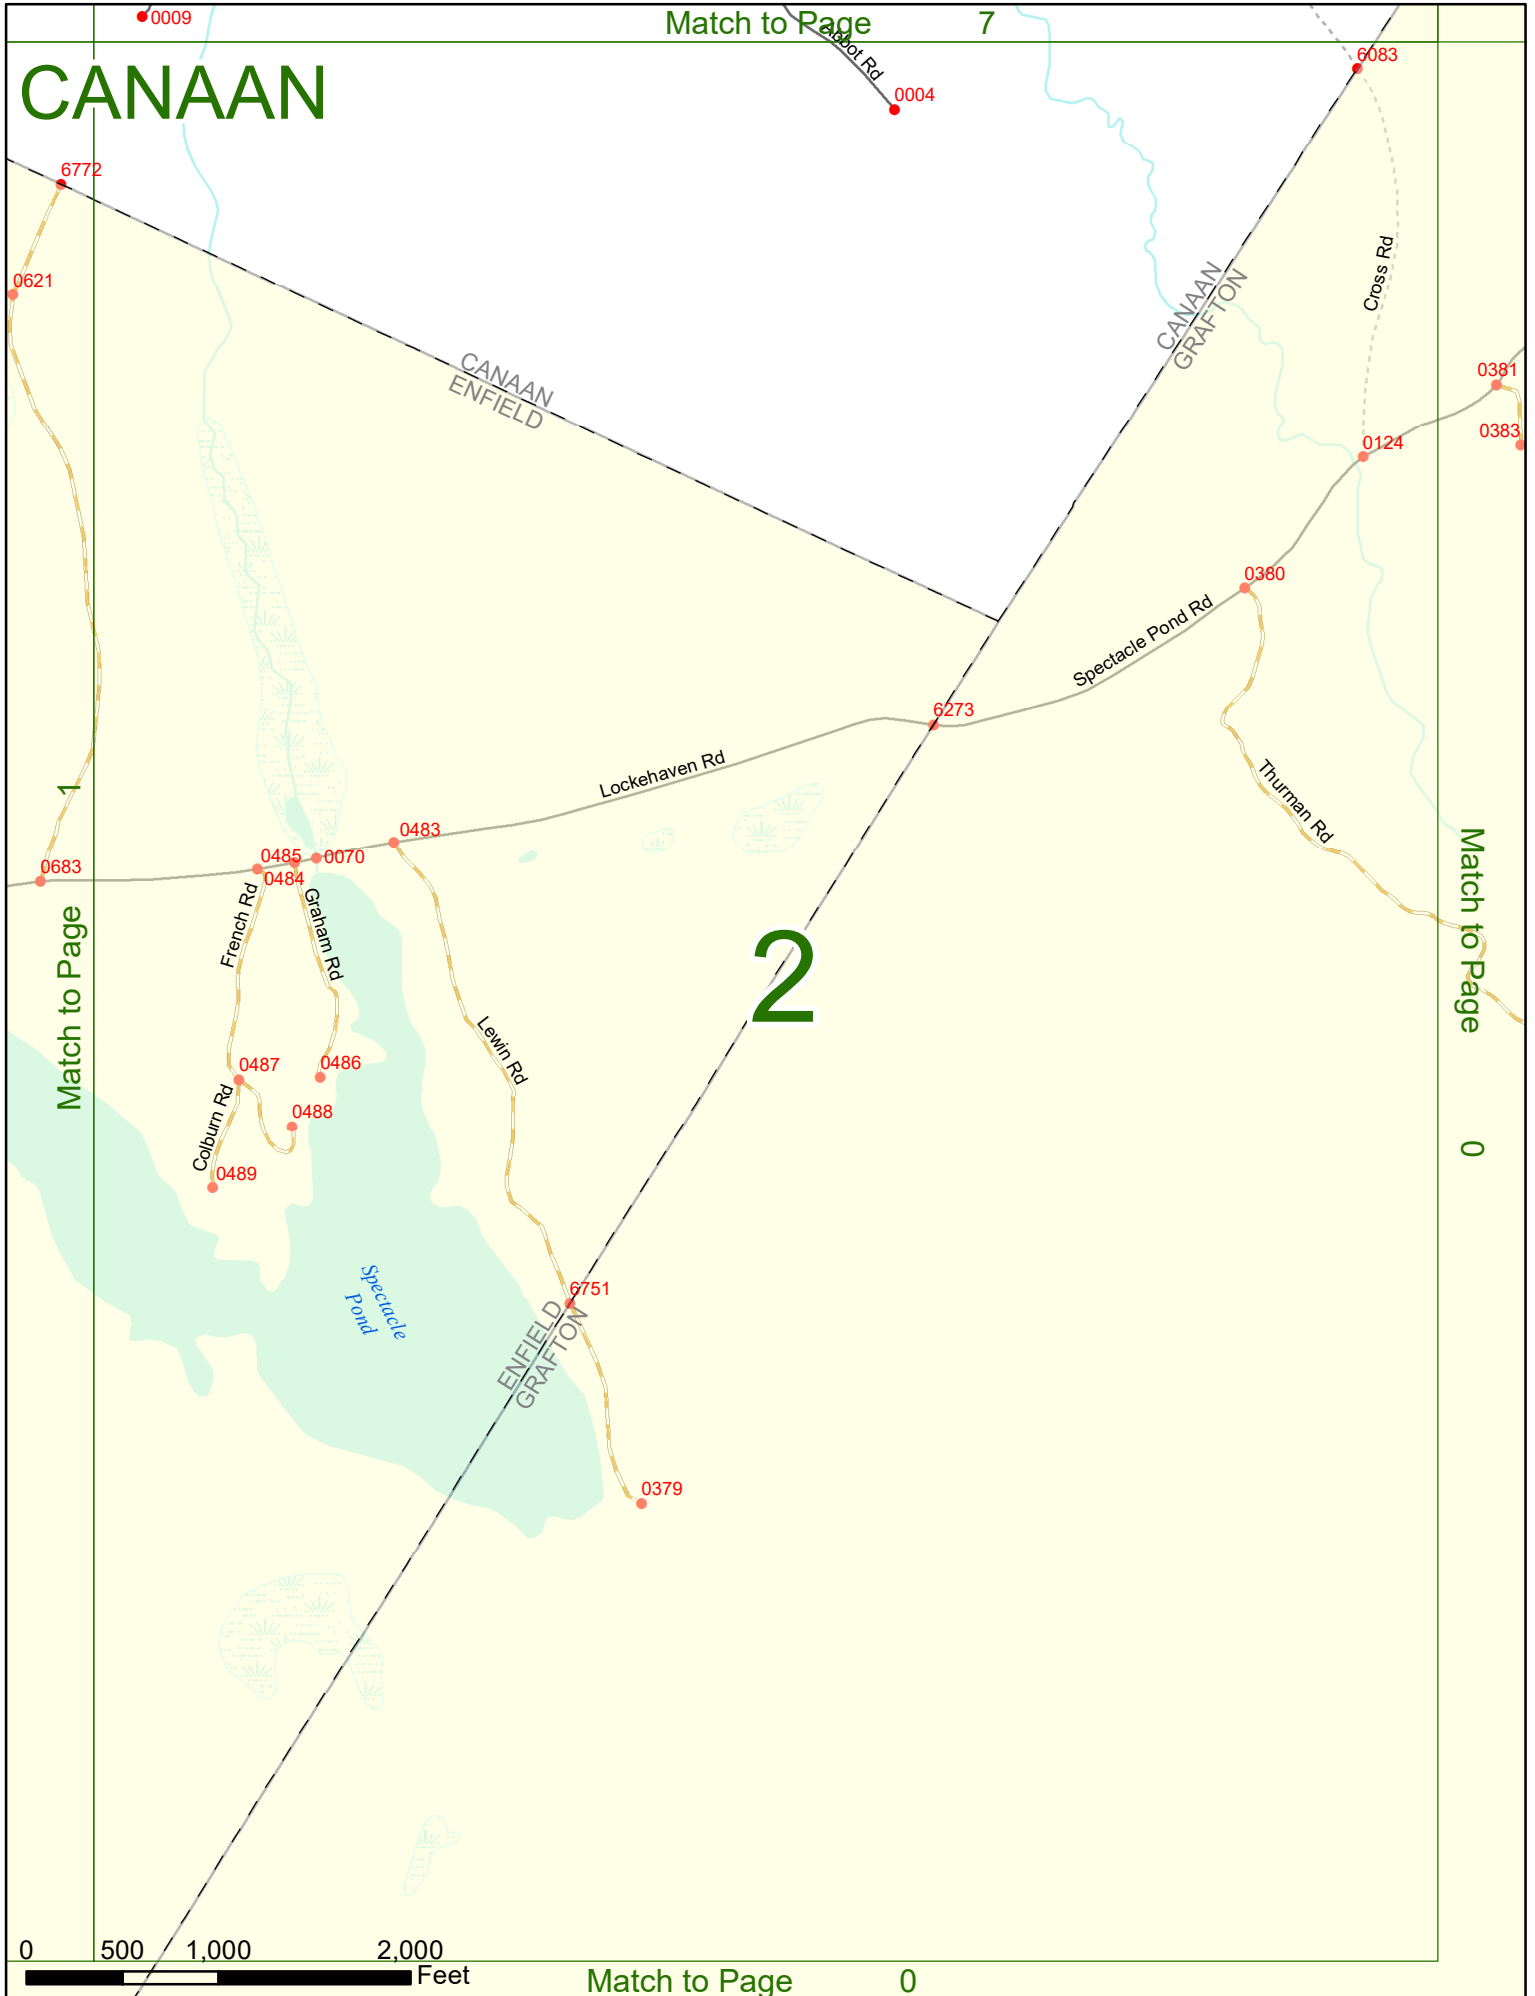 0009
Match to Page 7
Abbot Rd
6083
CANAAN
0004
6772
Cross Rd
0621
CANAAN
GRAFTON
CANAAN
ENFIELD
0381
0383
0124
0380
Spectacle Pond Rd
6273
Lockehaven Rd
Thurman Rd
Match to Page 1
0483
0485
0070
0683
0484
French Rd
Graham Rd
Match to Page 0
2
Lewin Rd
0487
0486
Colburn Rd
0488
0489
Spectacle
Pond
6751
ENFIELD
GRAFTON
0379
0 500 1,000 2,000
Feet
Match to Page 0